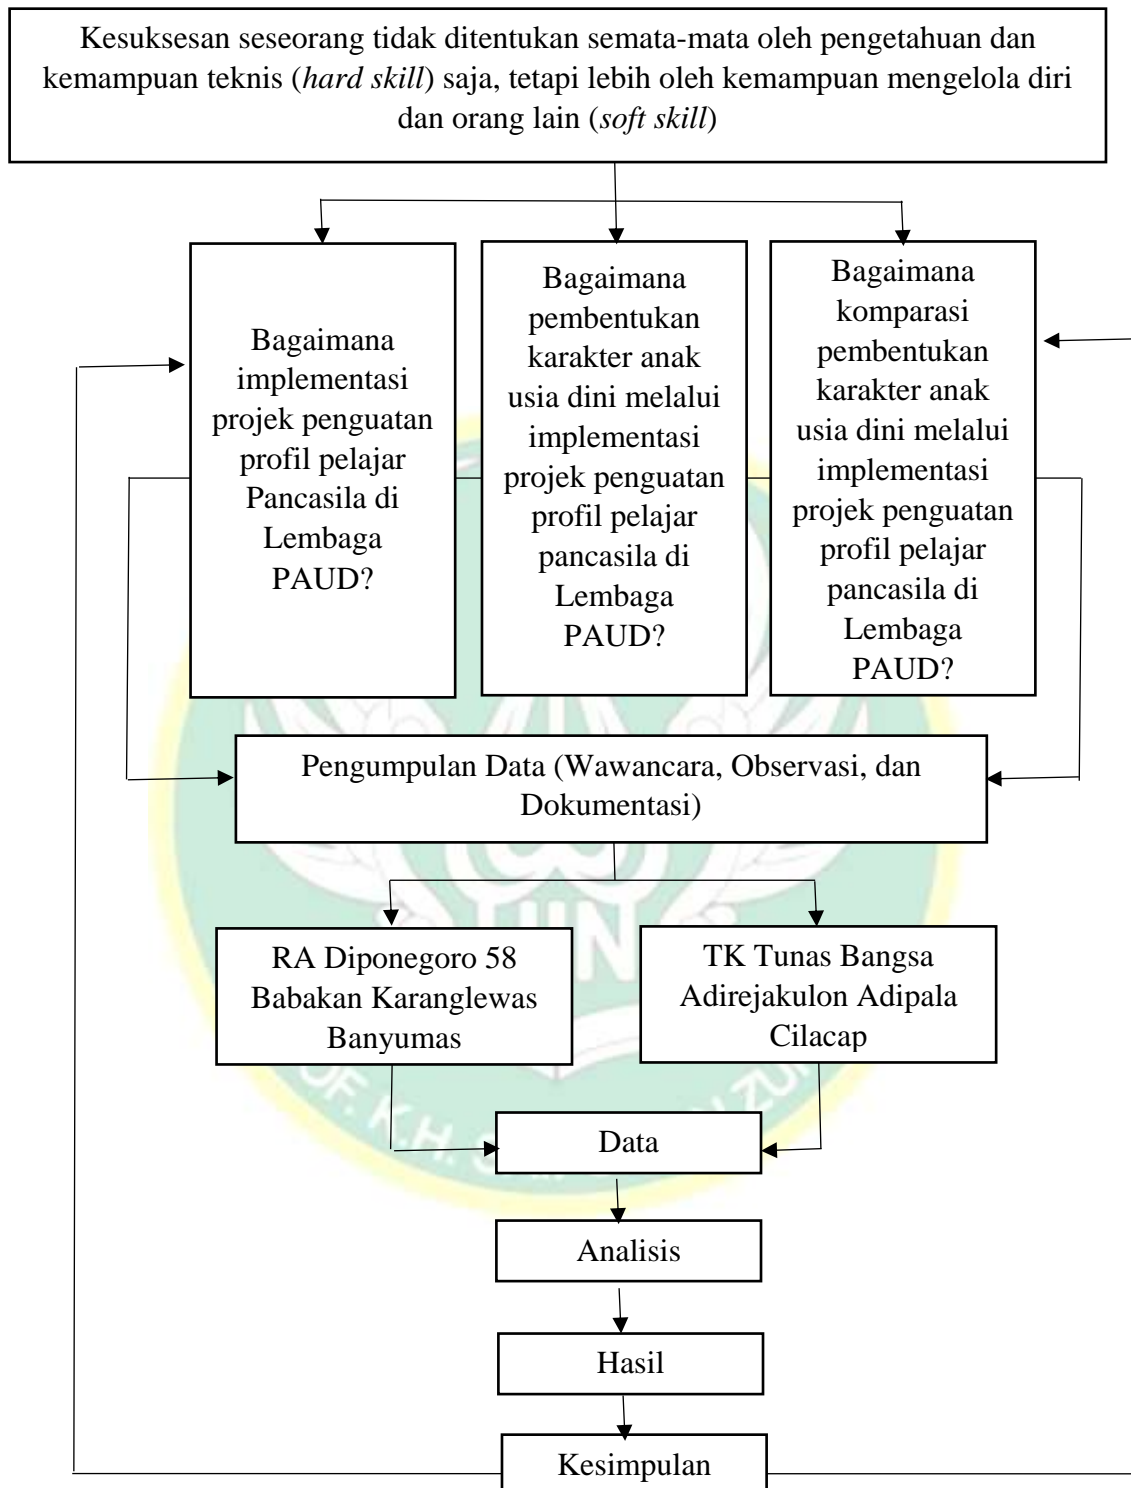 Kesuksesan seseorang tidak ditentukan semata-mata oleh pengetahuan dan
kemampuan teknis (hard skill) saja, tetapi lebih oleh kemampuan mengelola diri
dan orang lain (soft skill)
Bagaimana
implementasi
projek penguatan
profil pelajar
Pancasila di
Lembaga
PAUD?
Bagaimana
pembentukan
karakter anak
usia dini melalui
implementasi
projek penguatan
profil pelajar
pancasila di
Lembaga
PAUD?
Bagaimana
komparasi
pembentukan
karakter anak
usia dini melalui
implementasi
projek penguatan
profil pelajar
pancasila di
Lembaga
PAUD?
Pengumpulan Data (Wawancara, Observasi, dan
Dokumentasi)
RA Diponegoro 58
Babakan Karanglewas
Banyumas
TK Tunas Bangsa
Adirejakulon Adipala
Cilacap
Data
Analisis
Hasil
Kesimpulan
UIN
K.H.